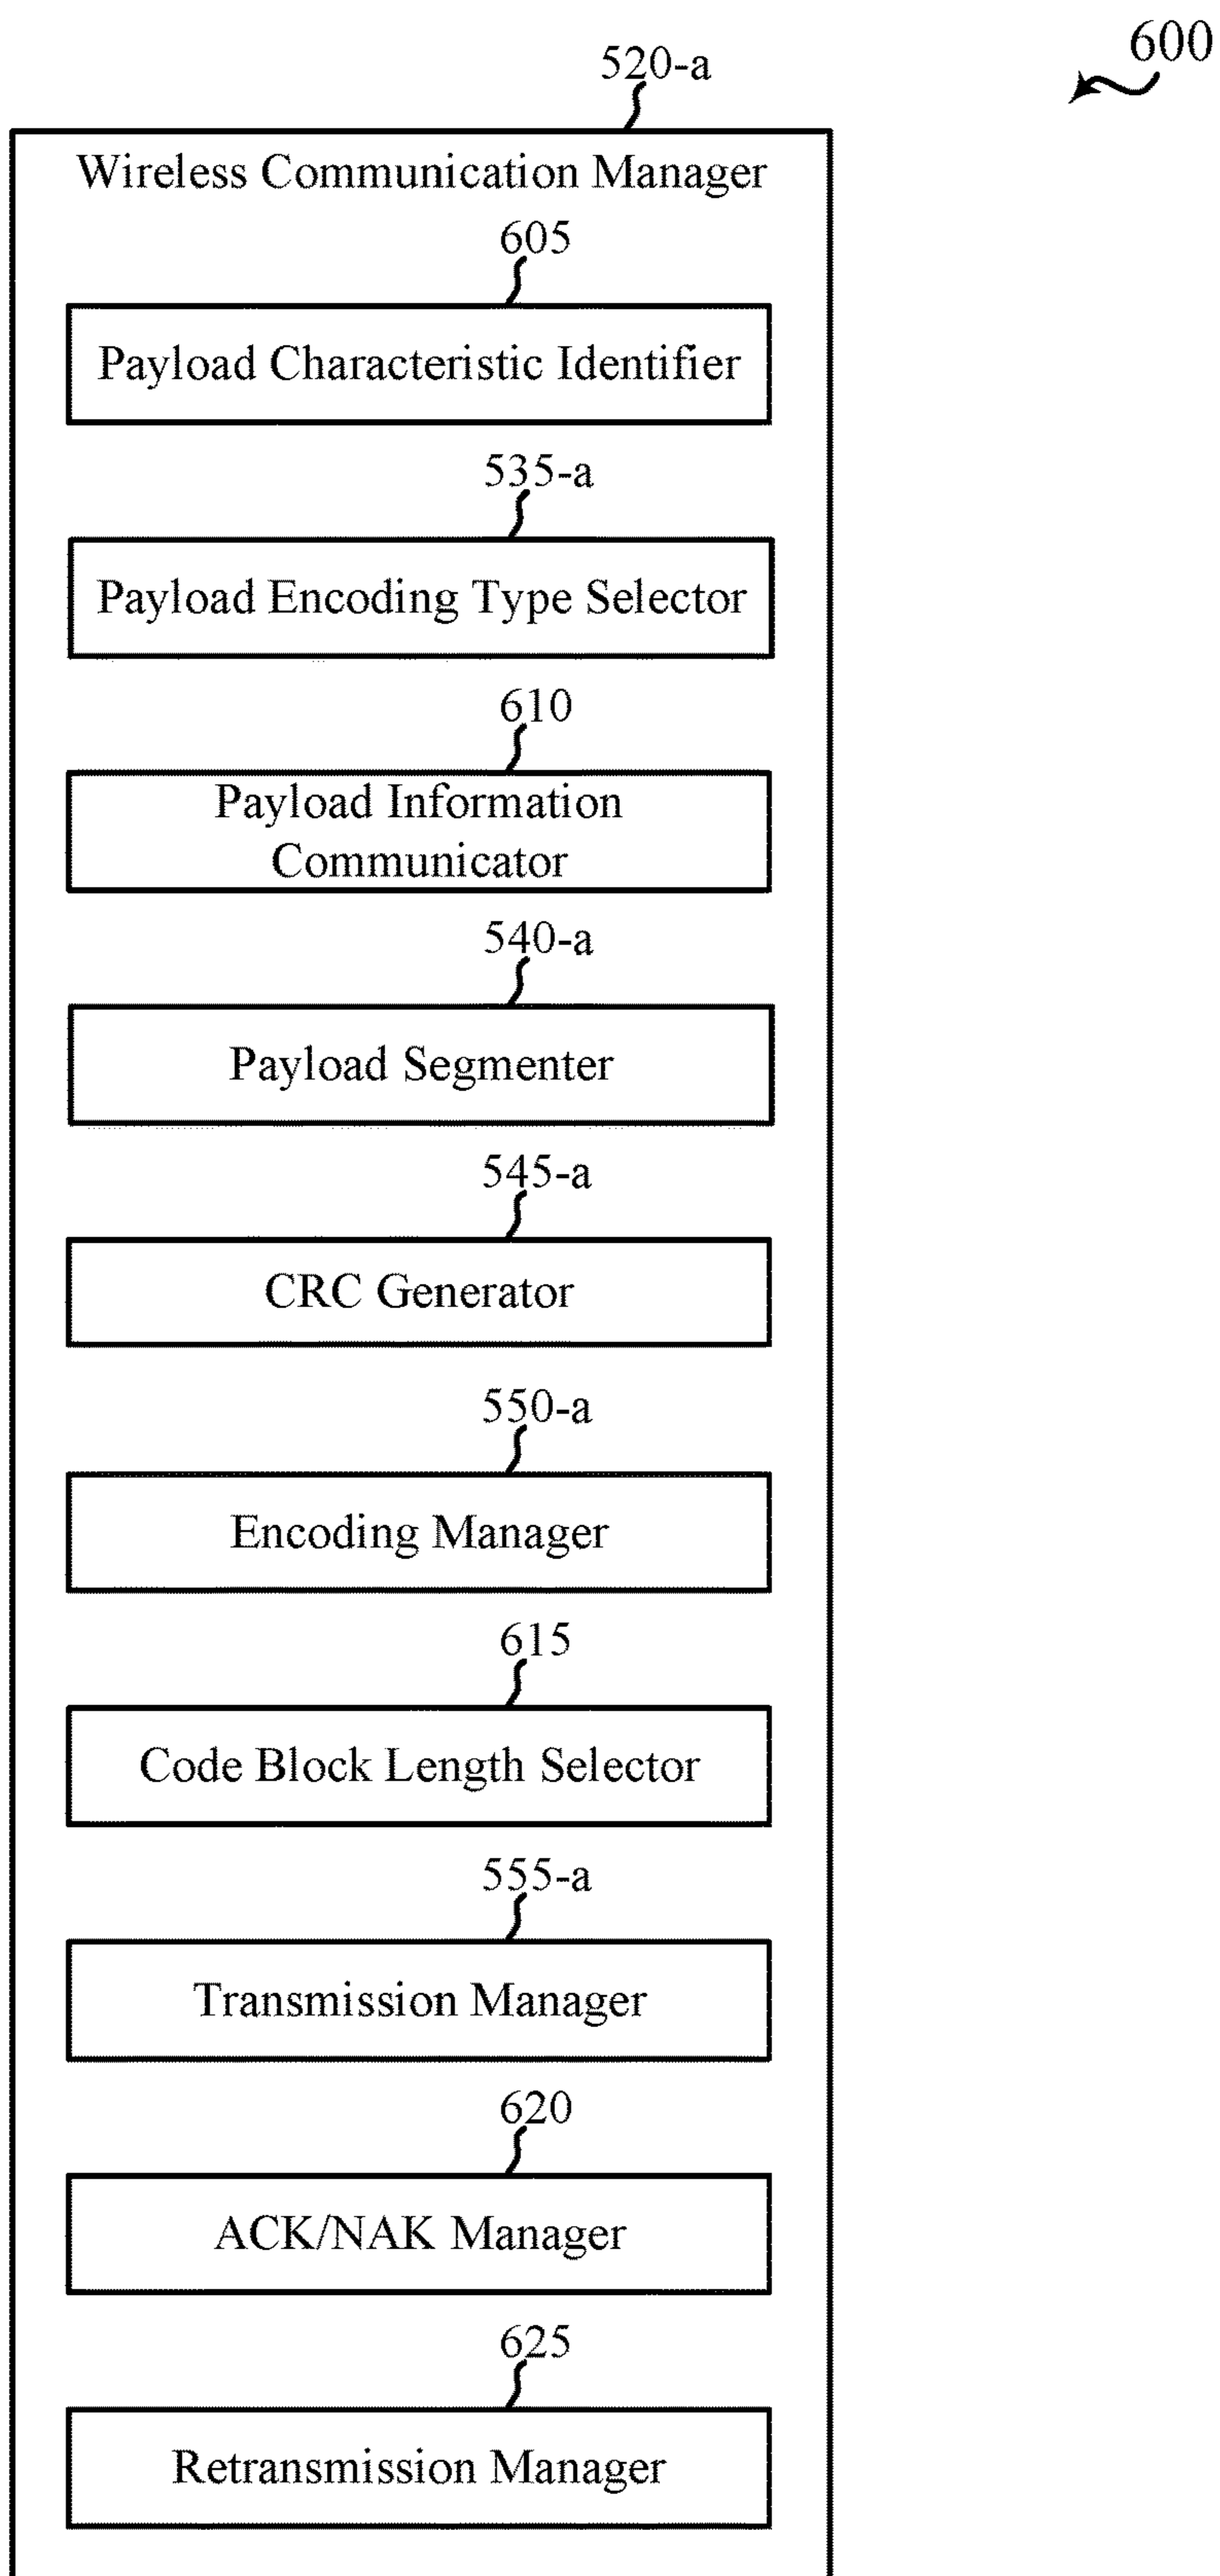 600
520-a
Wireless Communication Manager
605
Payload Characteristic Identifier
535-a
Payload Encoding Type Selector
610
Payload Information
Communicator
540-a
Payload Segmenter
545-a
CRC Generator
550-a
Encoding Manager
615
Code Block Length Selector
555-a
Transmission Manager
620
ACK/NAK Manager
625
Retransmission Manager